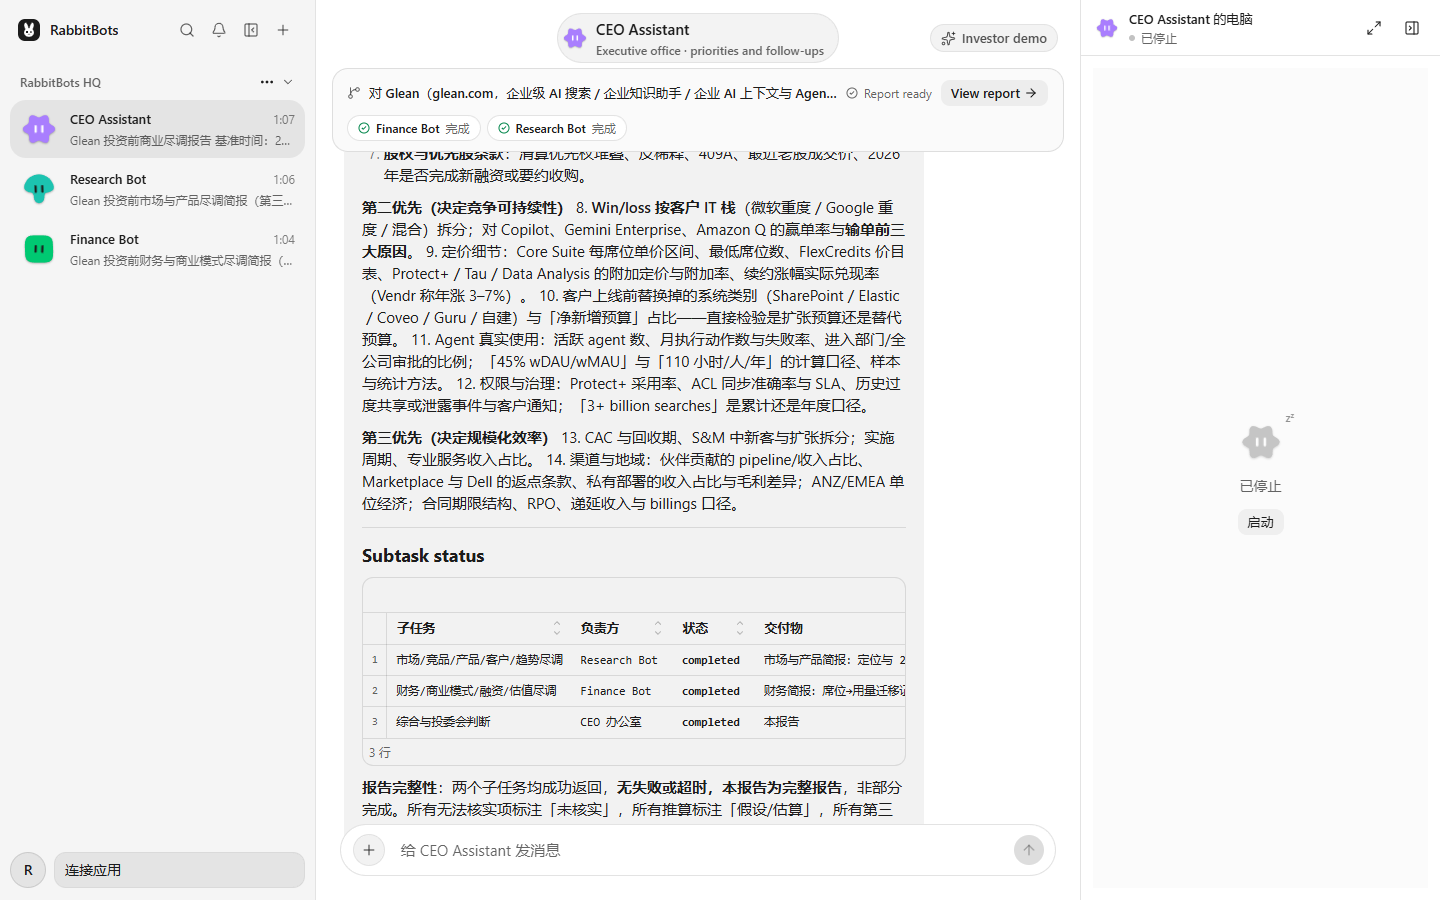 RabbitBots
RabbitBots HQ
CEO Assistant 1:07
Glean 投资前商业尽调报告 基准时间：2...
Research Bot 1:06
Glean 投资前市场与产品尽调简报（第三...
Finance Bot 1:04
Glean 投资前财务与商业模式尽调简报（...
R
连接应用
CEO Assistant
Executive office · priorities and follow-ups
Investor demo
对 Glean（glean.com，企业级 AI 搜索 / 企业知识助手 / 企业 AI 上下文与 Agen...
Report ready
View report →
Finance Bot 完成
Research Bot 完成
7. 股权与优先股条款：清算优先权堆叠、反稀释、409A、最近老股成交价、2026
年是否完成新融资或要约收购。
第二优先（决定竞争可持续性） 8. Win/loss 按客户 IT 栈（微软重度 / Google 重
度 / 混合）拆分；对 Copilot、Gemini Enterprise、Amazon Q 的赢单率与输单前三
大原因。 9. 定价细节：Core Suite 每席位单价区间、最低席位数、FlexCredits 价目
表、Protect+ / Tau / Data Analysis 的附加定价与附加率、续约涨幅实际兑现率
（Vendr 称年涨 3–7%）。 10. 客户上线前替换掉的系统类别（SharePoint / Elastic
/ Coveo / Guru / 自建）与「净新增预算」占比——直接检验是扩张预算还是替代
预算。 11. Agent 真实使用：活跃 agent 数、月执行动作数与失败率、进入部门/全
公司审批的比例；「45% wDAU/wMAU」与「110 小时/人/年」的计算口径、样本
与统计方法。 12. 权限与治理：Protect+ 采用率、ACL 同步准确率与 SLA、历史过
度共享或泄露事件与客户通知；「3+ billion searches」是累计还是年度口径。
第三优先（决定规模化效率） 13. CAC 与回收期、S&M 中新客与扩张拆分；实施
周期、专业服务收入占比。 14. 渠道与地域：伙伴贡献的 pipeline/收入占比、
Marketplace 与 Dell 的返点条款、私有部署的收入占比与毛利差异；ANZ/EMEA 单
位经济；合同期限结构、RPO、递延收入与 billings 口径。
Subtask status
子任务 负责方 状态 交付物
1 市场/竞品/产品/客户/趋势尽调 Research Bot completed 市场与产品简报：定位与 2
2 财务/商业模式/融资/估值尽调 Finance Bot completed 财务简报：席位→用量迁移
3 综合与投委会判断 CEO 办公室 completed 本报告
3 行
报告完整性：两个子任务均成功返回，无失败或超时，本报告为完整报告，非部分
完成。所有无法核实项标注「未核实」，所有推算标注「假设/估算」，所有第三
给 CEO Assistant 发消息
CEO Assistant 的电脑
已停止
zᶻ
已停止
启动